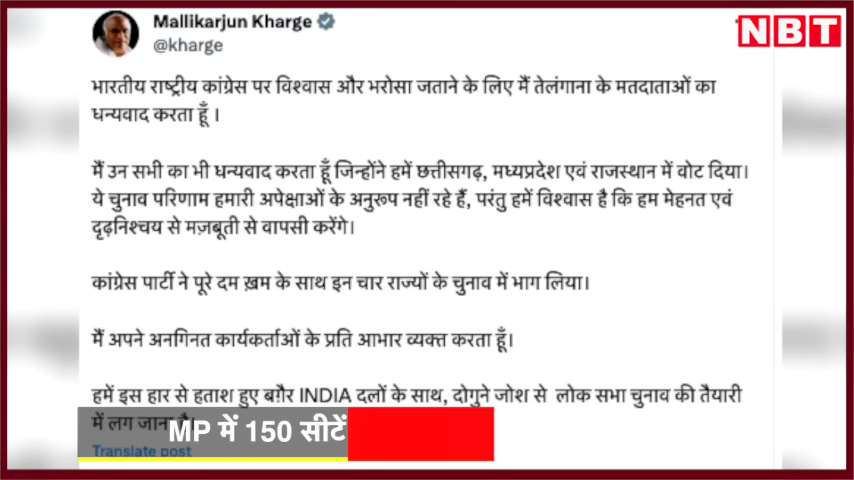 Mallikarjun Kharge
@kharge
NBT
भारतीय राष्ट्रीय कांग्रेस पर विश्वास और भरोसा जताने के लिए मैं तेलंगाना के मतदाताओं का
धन्यवाद करता हूँ ।
मैं उन सभी का भी धन्यवाद करता हूँ जिन्होंने हमें छत्तीसगढ़, मध्यप्रदेश एवं राजस्थान में वोट दिया।
ये चुनाव परिणाम हमारी अपेक्षाओं के अनुरूप नहीं रहे हैं, परंतु हमें विश्वास है कि हम मेहनत एवं
दृढ़निश्चय से मज़बूती से वापसी करेंगे।
कांग्रेस पार्टी ने पूरे दम ख़म के साथ इन चार राज्यों के चुनाव में भाग लिया।
मैं अपने अनगिनत कार्यकर्ताओं के प्रति आभार व्यक्त करता हूँ।
हमें इस हार से हताश हुए बग़ैर INDIA दलों के साथ, दोगुने जोश से लोक सभा चुनाव की तैयारी
में लग जाना है।
MP में 150 सीटें
Translate post